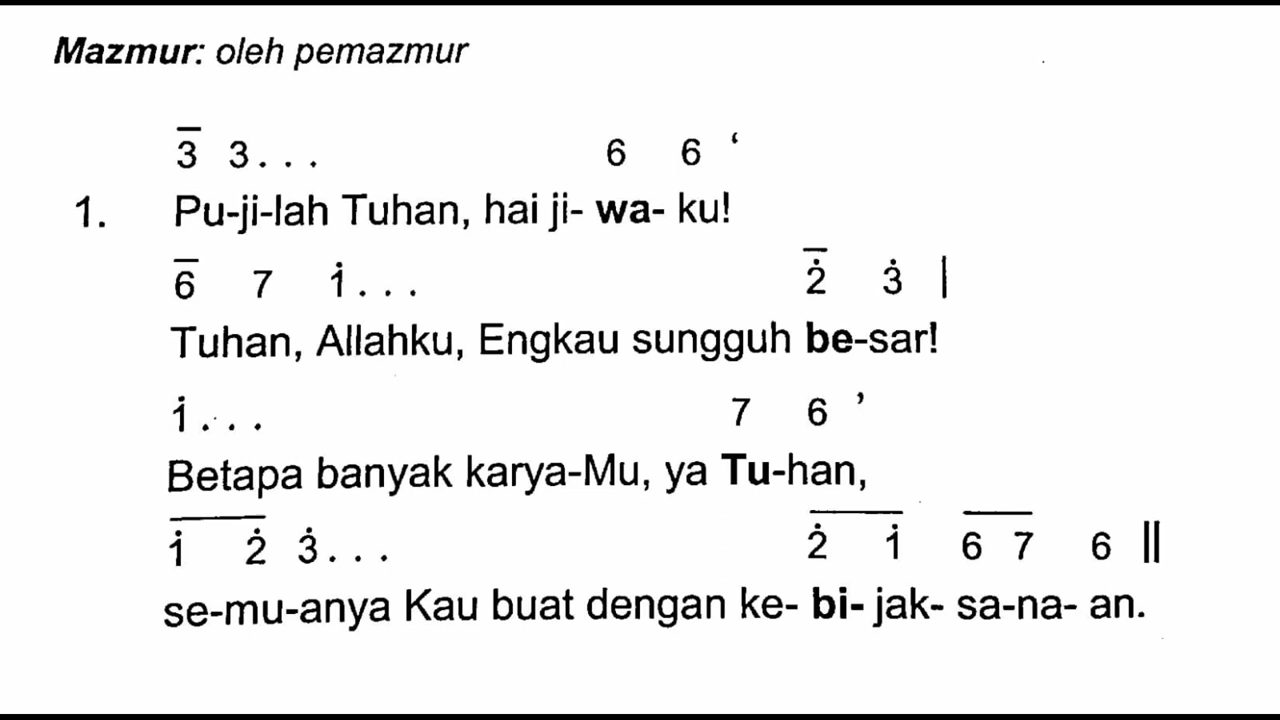 Mazmur: oleh pemazmur
3̅ 3... 6 6 ‘
1. Pu-ji-lah Tuhan, hai ji- wa- ku!
6̅ 7 1̇... 2̇̅ 3̇ |
Tuhan, Allahku, Engkau sungguh be-sar!
1̇... 7 6 ’
Betapa banyak karya-Mu, ya Tu-han,
1̇̅ 2̇̅ 3̇... 2̇̅ 1̇̅ 6̅ 7̅ 6 ||
se-mu-anya Kau buat dengan ke- bi- jak- sa-na- an.